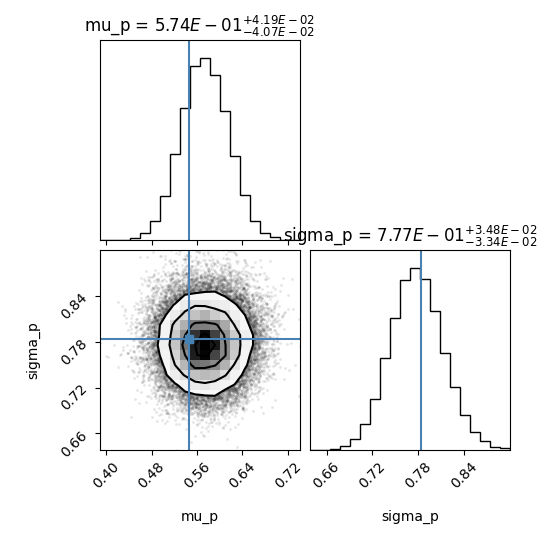 mu_p = 5.74E − 01+4.19E−02−4.07E−02
sigma_p = 7.77E − 01+3.48E−02−3.34E−02
sigma_p
0.84
0.78
0.72
0.66
0.40 0.48 0.56 0.64 0.72
0.66 0.72 0.78 0.84
mu_p
sigma_p